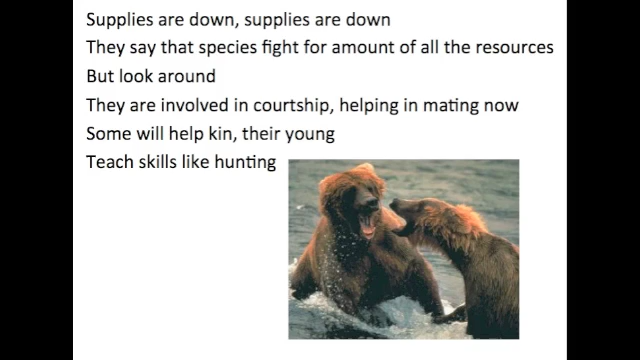 Supplies are down, supplies are down
They say that species fight for amount of all the resources
But look around
They are involved in courtship, helping in mating now
Some will help kin, their young
Teach skills like hunting